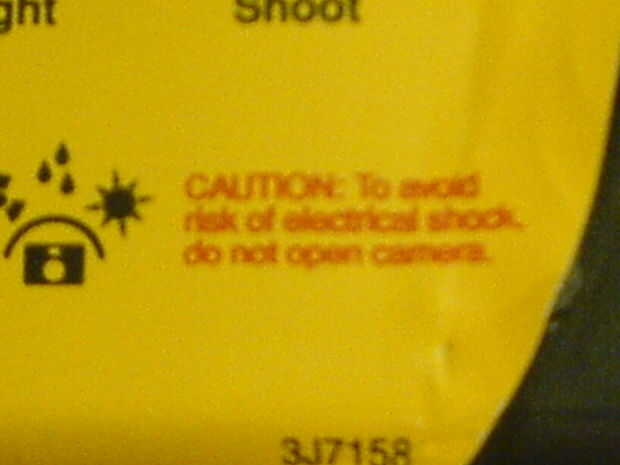 ght Shoot
CAUTION: To avoid
risk of electrical shock,
do not open camera.
3J7158